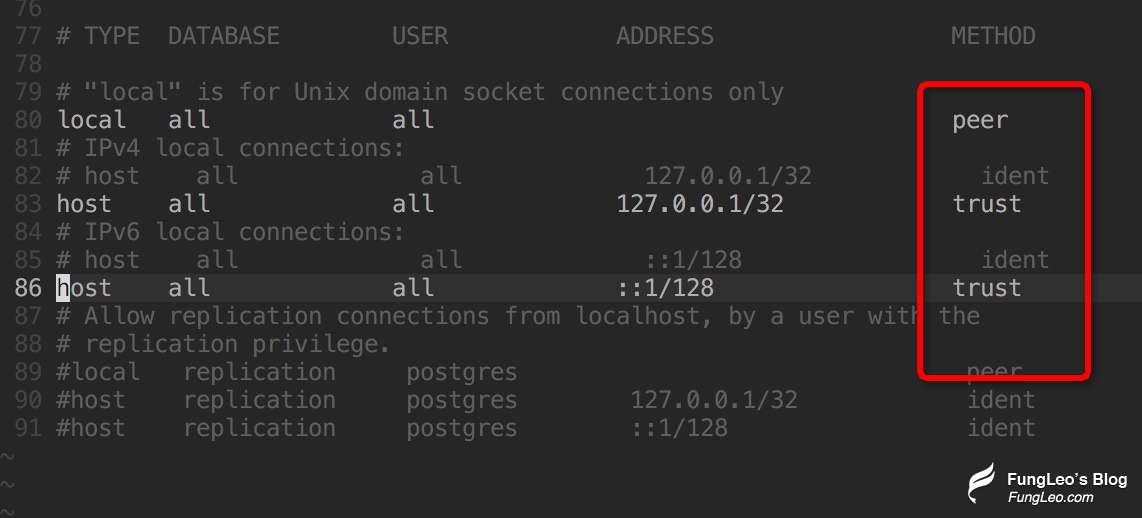 76
77 # TYPE  DATABASE        USER            ADDRESS                 METHOD
78
79 # "local" is for Unix domain socket connections only
80 local   all             all                                     peer
81 # IPv4 local connections:
82 # host    all             all             127.0.0.1/32            ident
83 host    all             all             127.0.0.1/32            trust
84 # IPv6 local connections:
85 # host    all             all             ::1/128                 ident
86 host    all             all             ::1/128                 trust
87 # Allow replication connections from localhost, by a user with the
88 # replication privilege.
89 #local   replication     postgres                                peer
90 #host    replication     postgres        127.0.0.1/32            ident
91 #host    replication     postgres        ::1/128                 ident
~
~
~
FungLeo's Blog
FungLeo.com